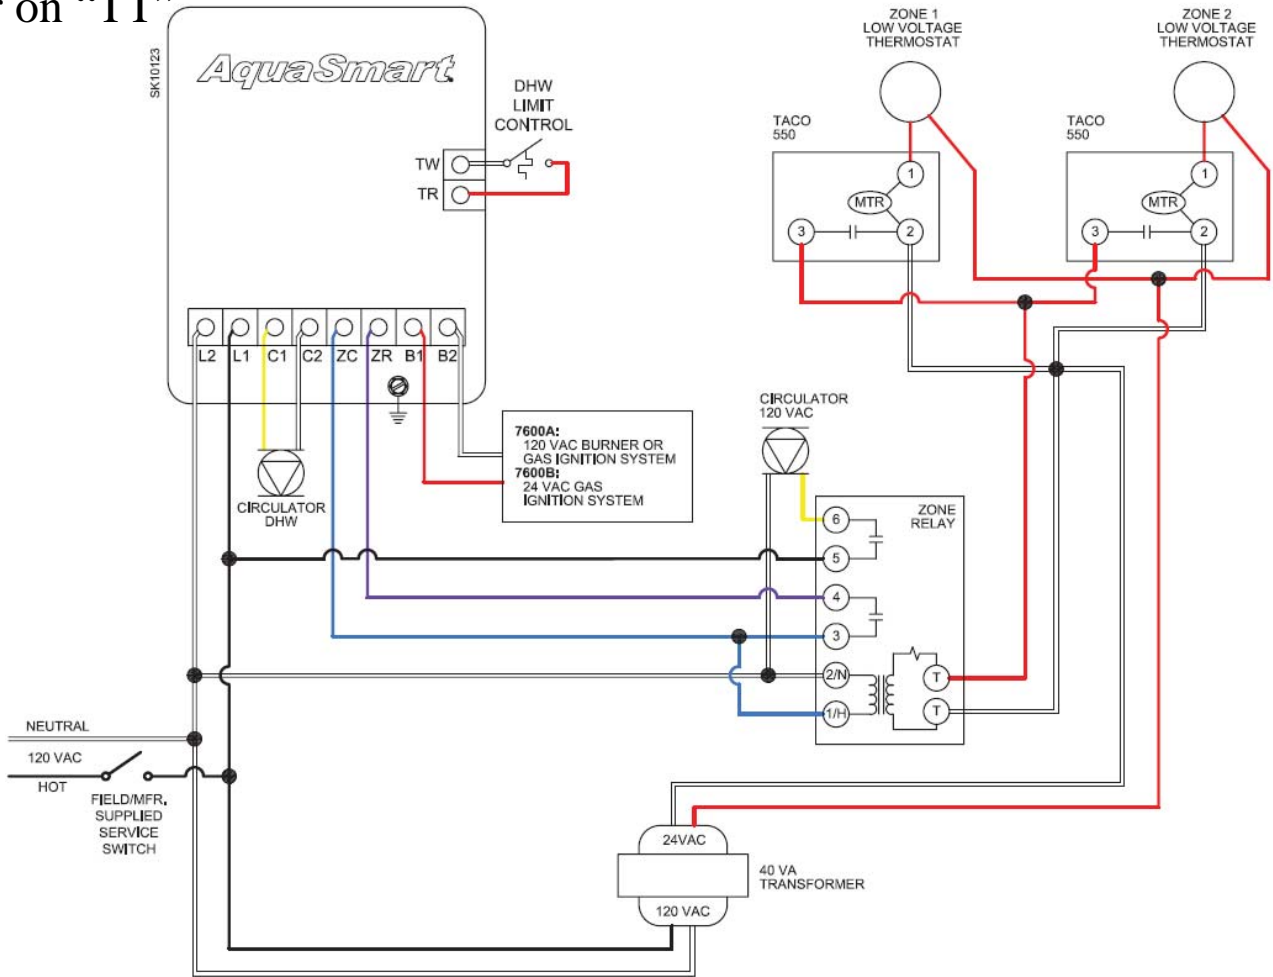 on “TT”
SK10123
AquaSmart
DHW
LIMIT
CONTROL
TW
TR
L2 L1 C1 C2 ZC ZR B1 B2
CIRCULATOR
DHW
7600A:
120 VAC BURNER OR
GAS IGNITION SYSTEM
7600B:
24 VAC GAS
IGNITION SYSTEM
ZONE 1
LOW VOLTAGE
THERMOSTAT
TACO
550
1
MTR
3
2
ZONE 2
LOW VOLTAGE
THERMOSTAT
TACO
550
1
MTR
3
2
CIRCULATOR
120 VAC
ZONE
RELAY
6
5
4
3
2/N
1/H
T
T
NEUTRAL
120 VAC
HOT
FIELD/MFR.
SUPPLIED
SERVICE
SWITCH
24VAC
120 VAC
40 VA
TRANSFORMER